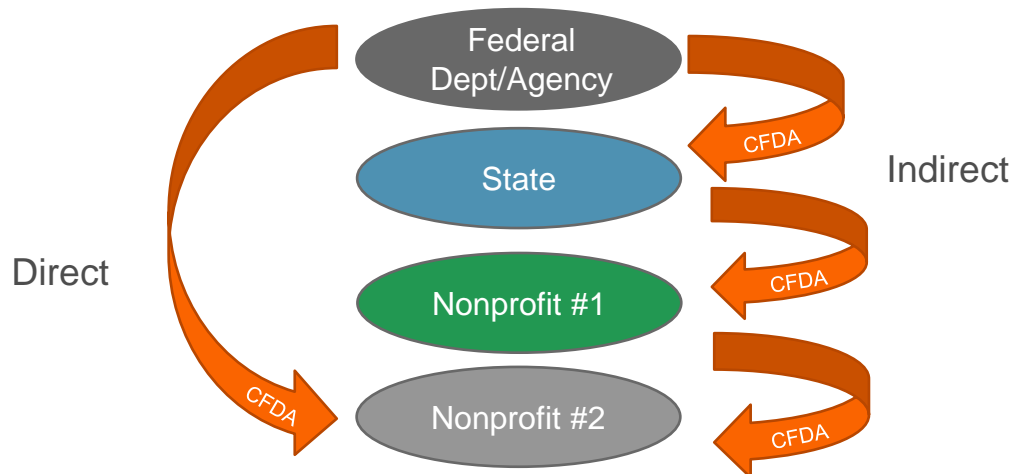 Federal
Dept/Agency
CFDA
State
Indirect
Direct
CFDA
Nonprofit #1
CFDA
Nonprofit #2
CFDA